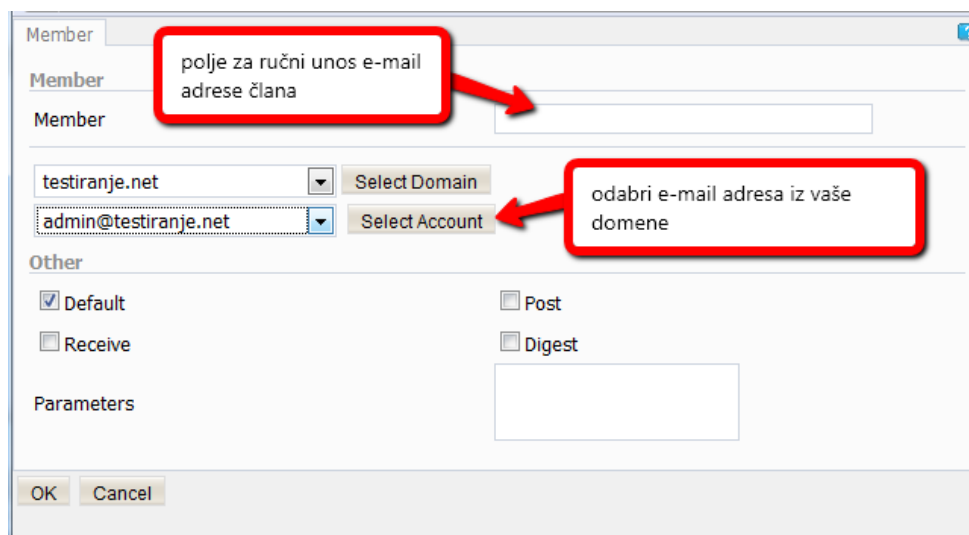 Member
polje za ručni unos e-mail
adrese člana
Member
Member
testiranje.net
Select Domain
admin@testiranje.net
Select Account
odabri e-mail adresa iz vaše
domene
Other
Default
Post
Receive
Digest
Parameters
OK
Cancel